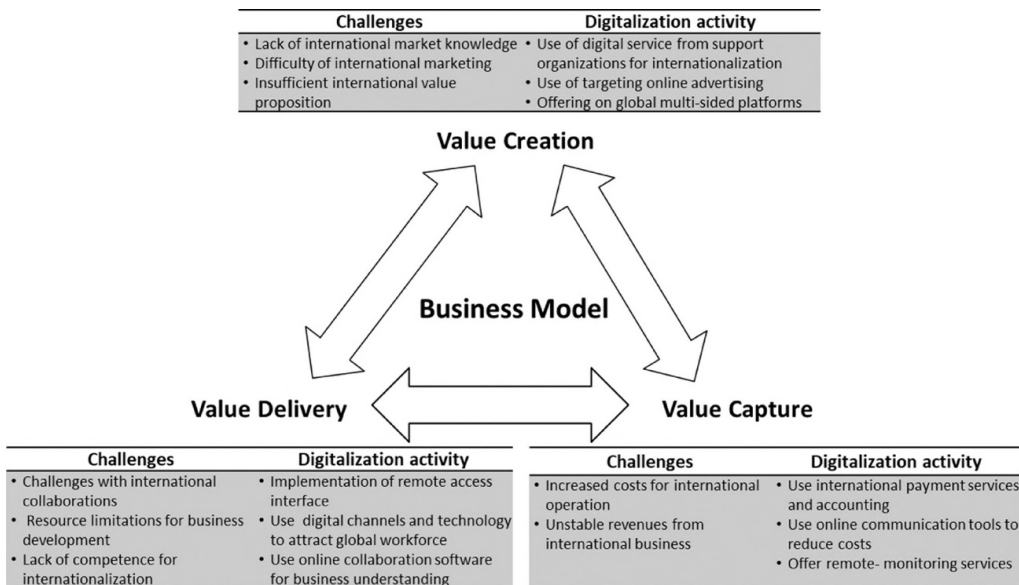 Challenges
Digitalization activity
• Lack of international market knowledge
• Difficulty of international marketing
• Insufficient international value
proposition
• Use of digital service from support
organizations for internationalization
• Use of targeting online advertising
• Offering on global multi-sided platforms
Value Creation
Business Model
Value Delivery
Value Capture
Challenges
Digitalization activity
• Challenges with international
collaborations
• Resource limitations for business
development
• Lack of competence for
internationalization
• Implementation of remote access
interface
• Use digital channels and technology
to attract global workforce
• Use online collaboration software
for business understanding
Challenges
Digitalization activity
• Increased costs for international
operation
• Unstable revenues from
international business
• Use international payment services
and accounting
• Use online communication tools to
reduce costs
• Offer remote- monitoring services